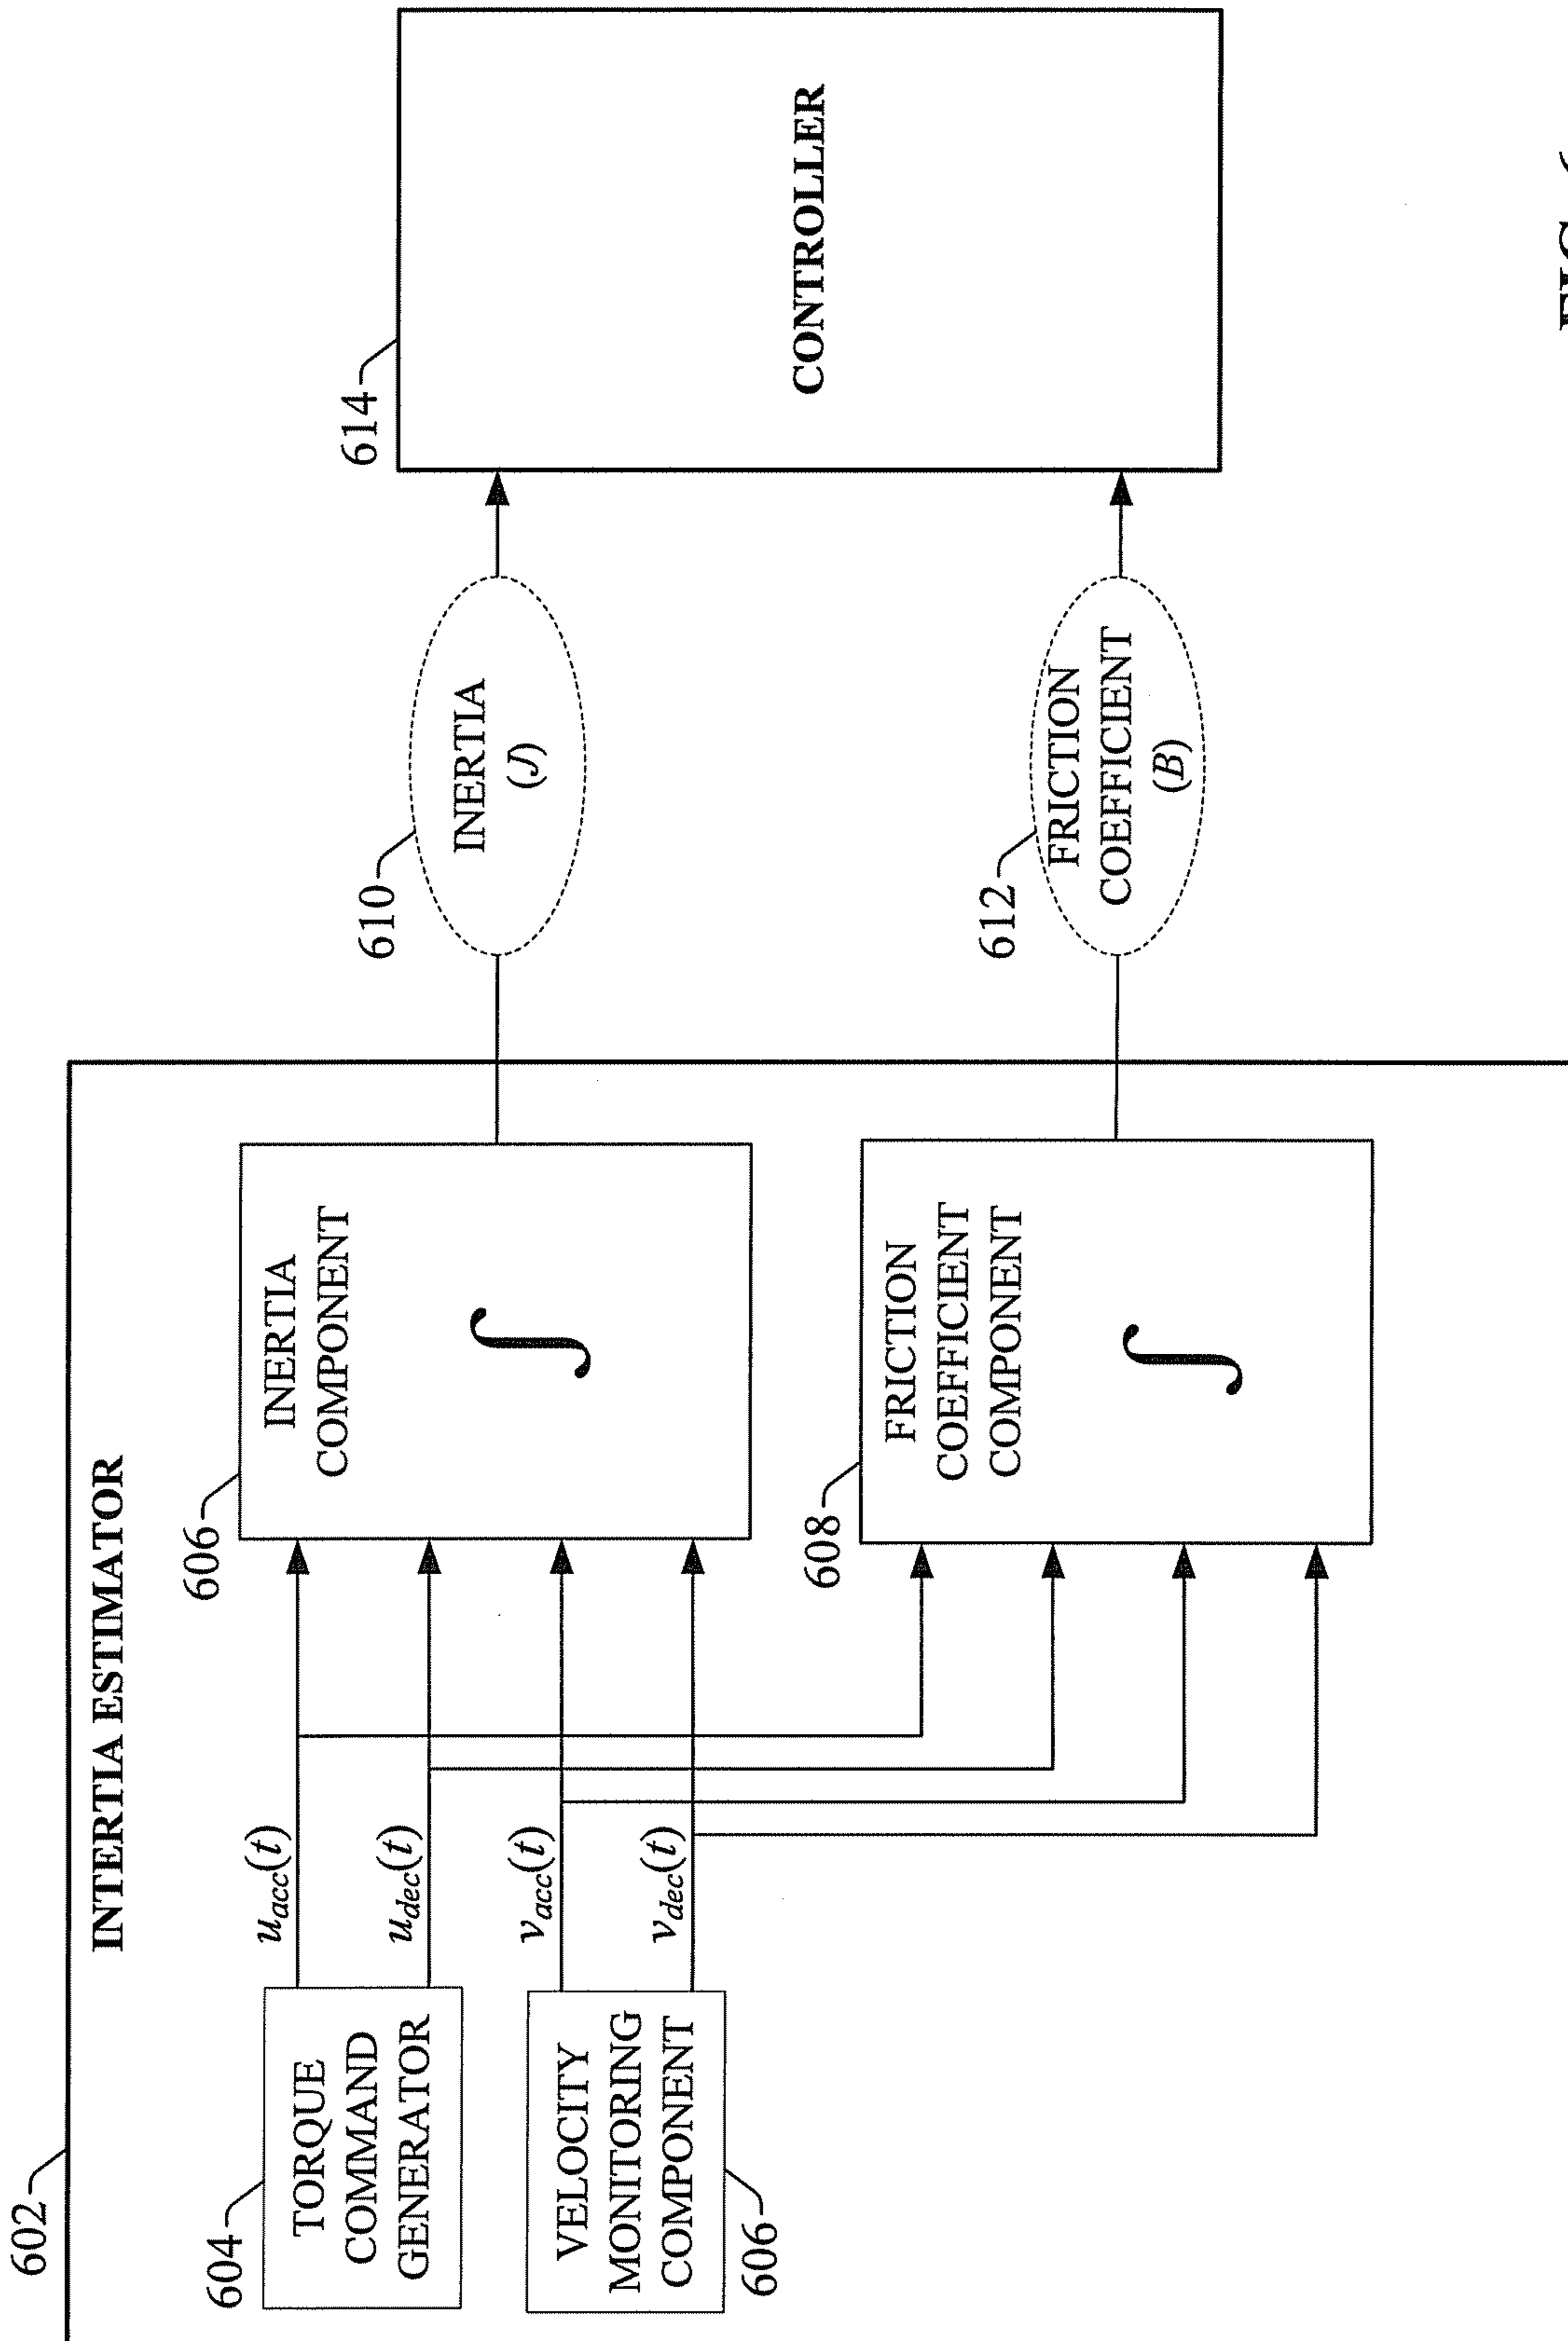 602
INTERTIA ESTIMATOR
604
TORQUE
COMMAND
GENERATOR
VELOCITY
MONITORING
COMPONENT
606
u_acc(t)
u_dec(t)
v_acc(t)
v_dec(t)
606
INERTIA
COMPONENT
∫
608
FRICTION
COEFFICIENT
COMPONENT
∫
610
INERTIA
(J)
612
FRICTION
COEFFICIENT
(B)
614
CONTROLLER